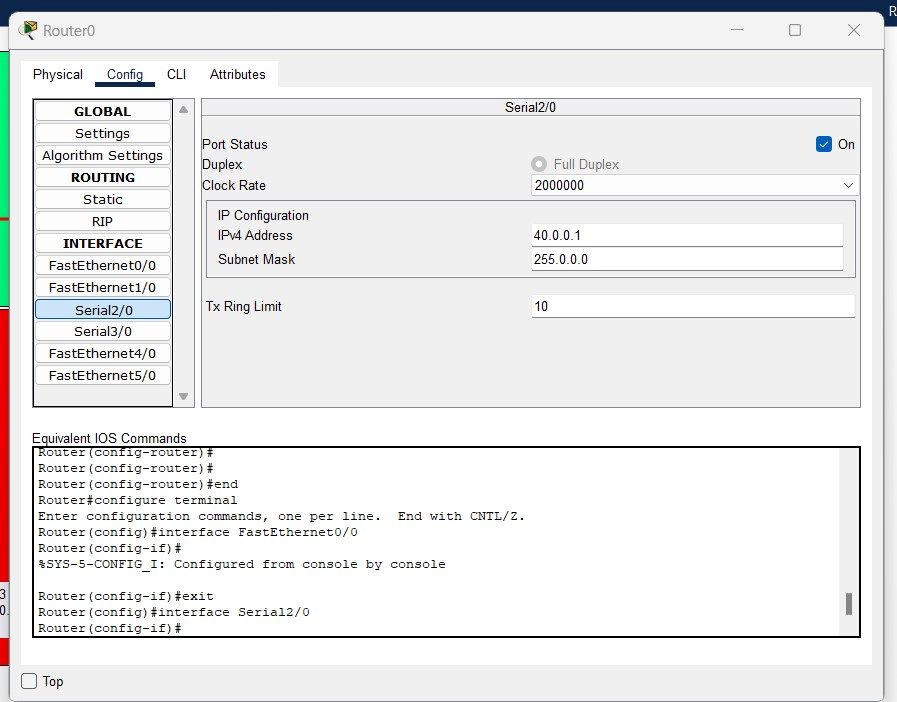 R
Router0
Physical Config CLI Attributes
GLOBAL
Settings
Algorithm Settings
ROUTING
Static
RIP
INTERFACE
FastEthernet0/0
FastEthernet1/0
Serial2/0
Serial3/0
FastEthernet4/0
FastEthernet5/0
Serial2/0
Port Status On
Duplex Full Duplex
Clock Rate 2000000
IP Configuration
IPv4 Address 40.0.0.1
Subnet Mask 255.0.0.0
Tx Ring Limit 10
Equivalent IOS Commands
Router(config-router)#
Router(config-router)#
Router(config-router)#end
Router#configure terminal
Enter configuration commands, one per line.  End with CNTL/Z.
Router(config)#interface FastEthernet0/0
Router(config-if)#
%SYS-5-CONFIG_I: Configured from console by console
Router(config-if)#exit
Router(config)#interface Serial2/0
Router(config-if)#
3
0.
Top